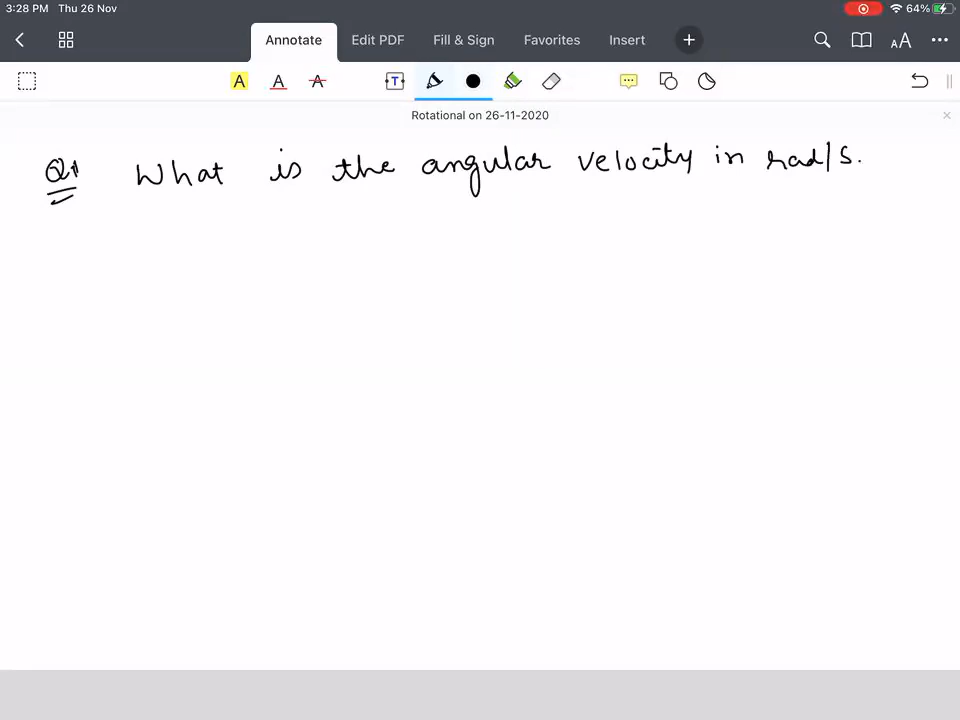 3:28 PM Thu 26 Nov 64%
Annotate Edit PDF Fill & Sign Favorites Insert
A A A T
Rotational on 26-11-2020
Q1 What is the angular velocity in rad/s.